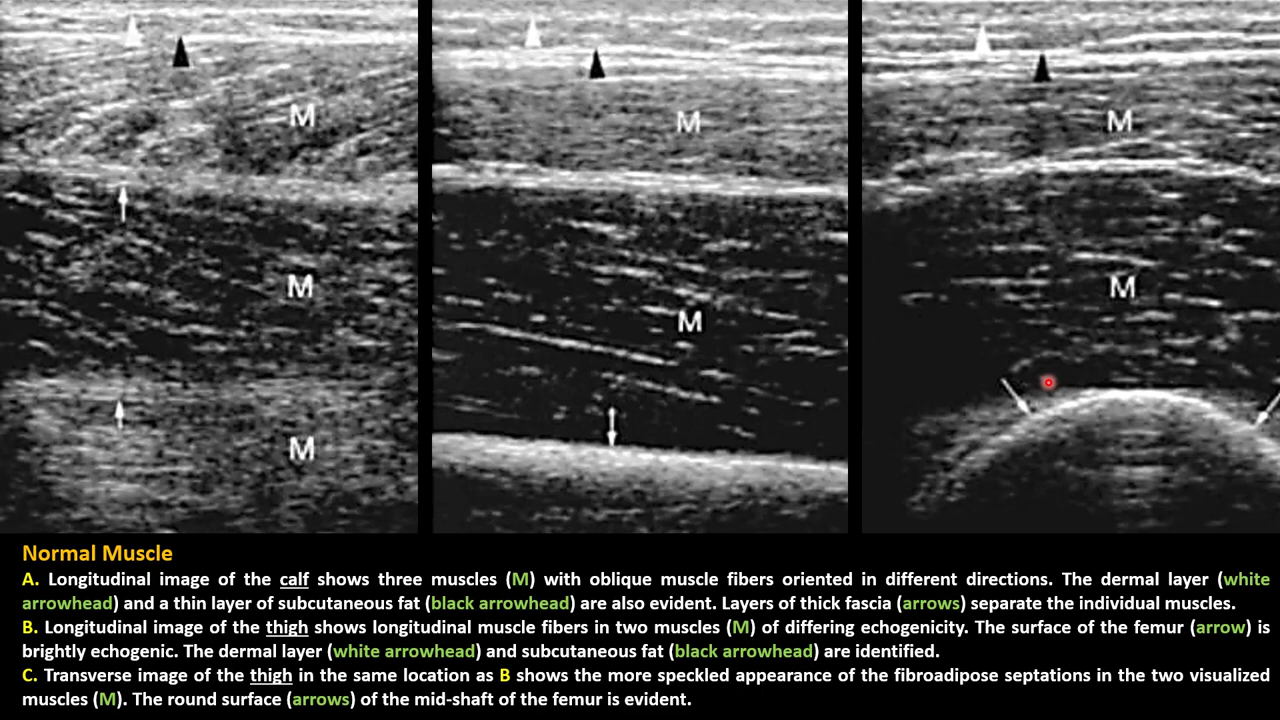 M M M
M M M
M
Normal Muscle
A. Longitudinal image of the calf shows three muscles (M) with oblique muscle fibers oriented in different directions. The dermal layer (white
arrowhead) and a thin layer of subcutaneous fat (black arrowhead) are also evident. Layers of thick fascia (arrows) separate the individual muscles.
B. Longitudinal image of the thigh shows longitudinal muscle fibers in two muscles (M) of differing echogenicity. The surface of the femur (arrow) is
brightly echogenic. The dermal layer (white arrowhead) and subcutaneous fat (black arrowhead) are identified.
C. Transverse image of the thigh in the same location as B shows the more speckled appearance of the fibroadipose septations in the two visualized
muscles (M). The round surface (arrows) of the mid-shaft of the femur is evident.